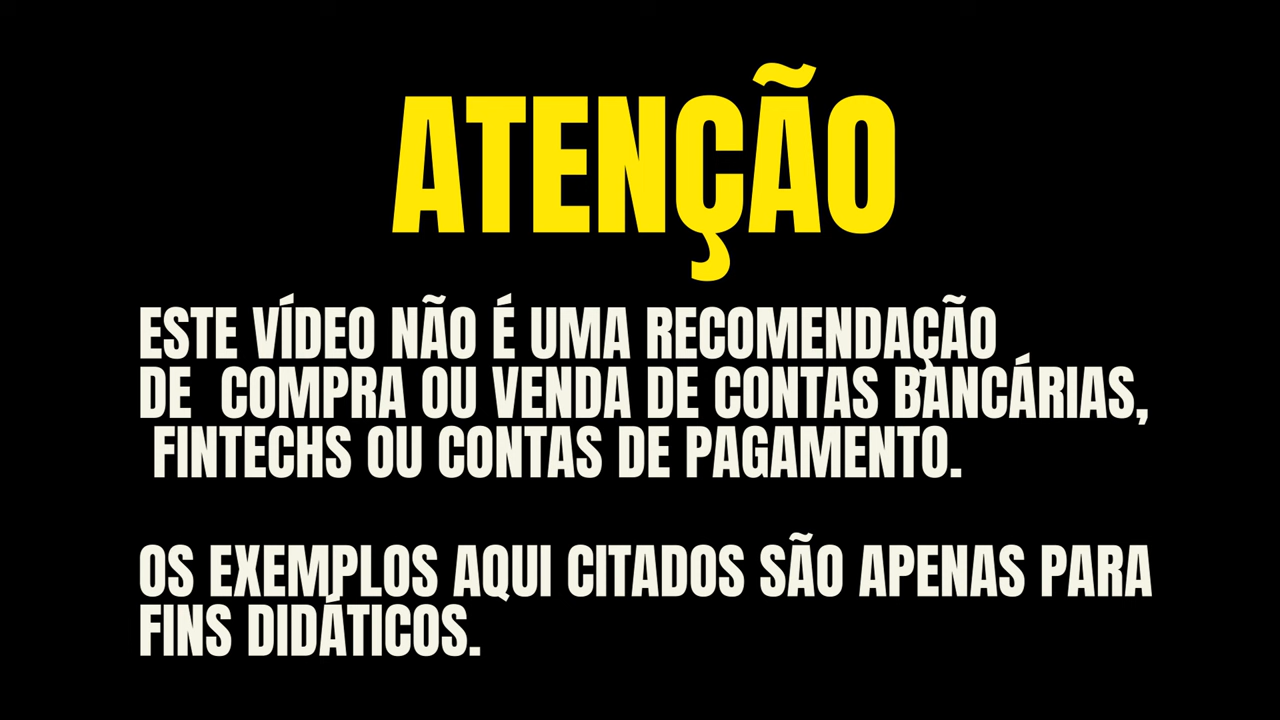 ATENÇÃO
ESTE VÍDEO NÃO É UMA RECOMENDAÇÃO
DE COMPRA OU VENDA DE CONTAS BANCÁRIAS,
FINTECHS OU CONTAS DE PAGAMENTO.
OS EXEMPLOS AQUI CITADOS SÃO APENAS PARA
FINS DIDÁTICOS.